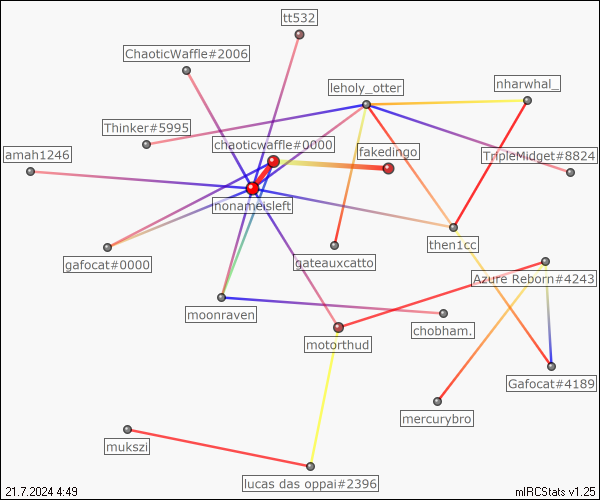 tt532
ChaoticWaffle#2006
leholy_otter
nharwhal_
Thinker#5995
chaoticwaffle#0000
fakedingo
amah1246
TripleMidget#8824
nonameisleft
then1cc
gafocat#0000
gateauxcatto
Azure Reborn#4243
moonraven
chobham.
motorthud
Gafocat#4189
mercurybro
mukszi
lucas das oppai#2396
21.7.2024 4:49
mIRCStats v1.25